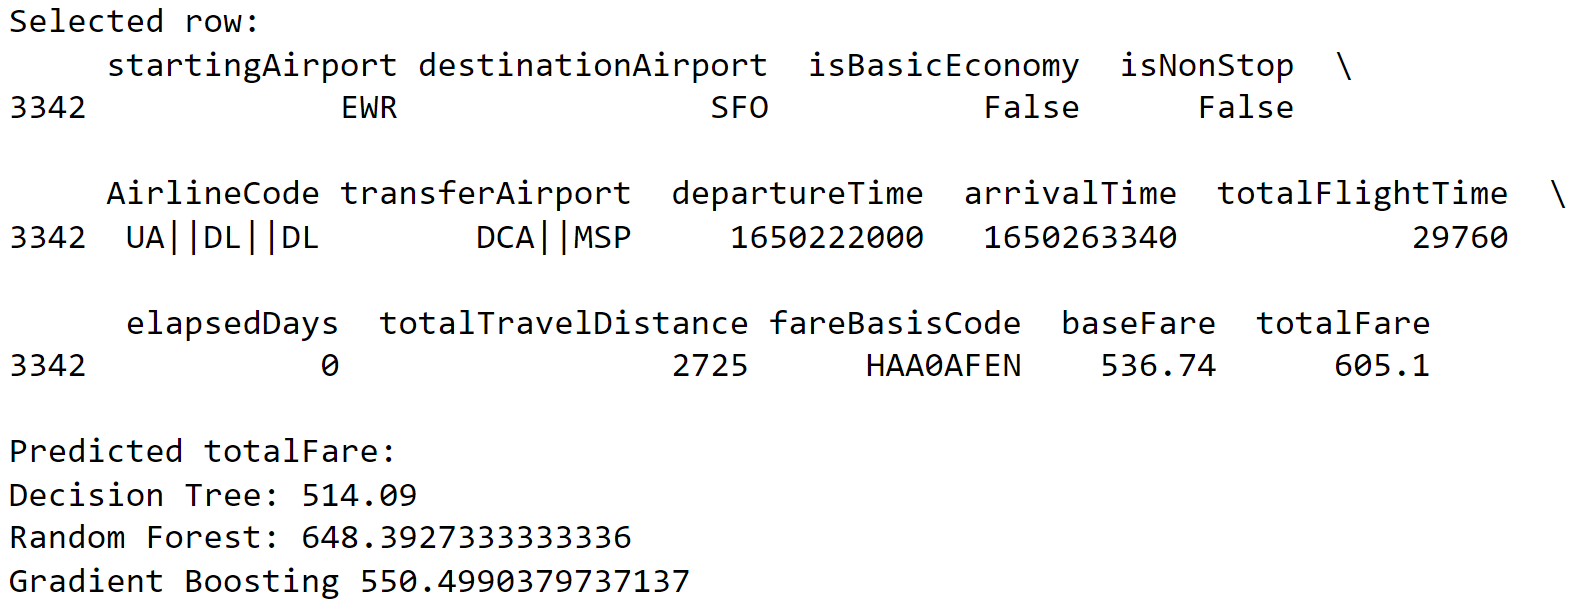 Selected row:
startingAirport destinationAirport isBasicEconomy isNonStop \
3342 EWR SFO False False
AirlineCode transferAirport departureTime arrivalTime totalFlightTime \
3342 UA||DL||DL DCA||MSP 1650222000 1650263340 29760
elapsedDays totalTravelDistance fareBasisCode baseFare totalFare
3342 0 2725 HAA0AFEN 536.74 605.1
Predicted totalFare:
Decision Tree: 514.09
Random Forest: 648.3927333333336
Gradient Boosting 550.4990379737137